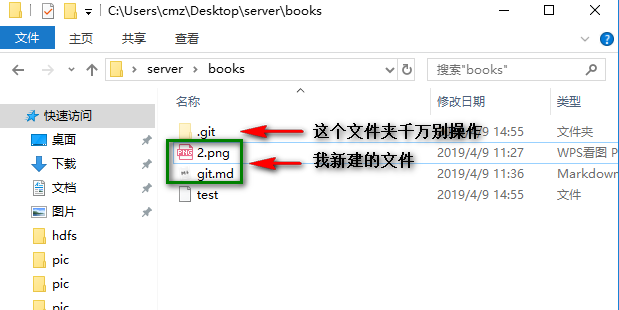 C:\Users\cmz\Desktop\server\books
文件 主页 共享 查看
server books 搜索"books"
名称 修改日期 类型
快速访问
桌面
下载
文档
图片
hdfs
pic
pic
pic
.git 这个文件夹千万别操作 /4/9 14:55 文件夹
2.png 2019/4/9 11:27 WPS看图 P
我新建的文件
git.md 2019/4/9 11:36 Markdown
test 2019/4/9 14:55 文件